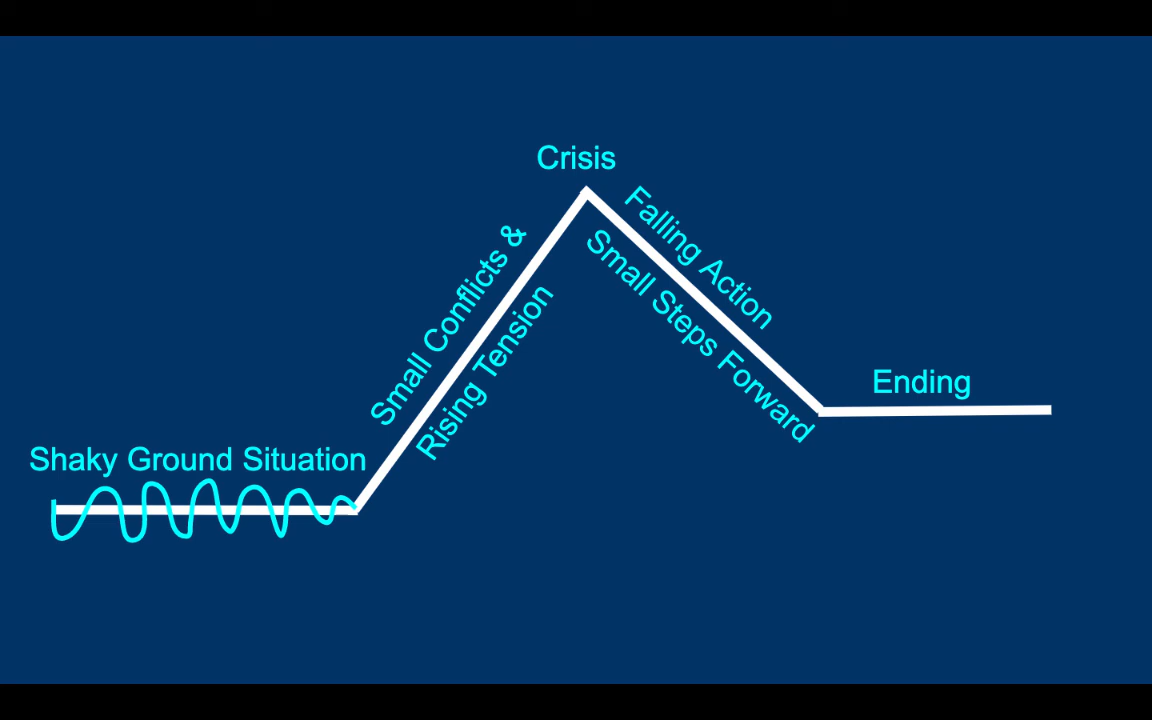 Crisis
Small Conflicts &
Rising Tension
Falling Action
Small Steps Forward
Ending
Shaky Ground Situation